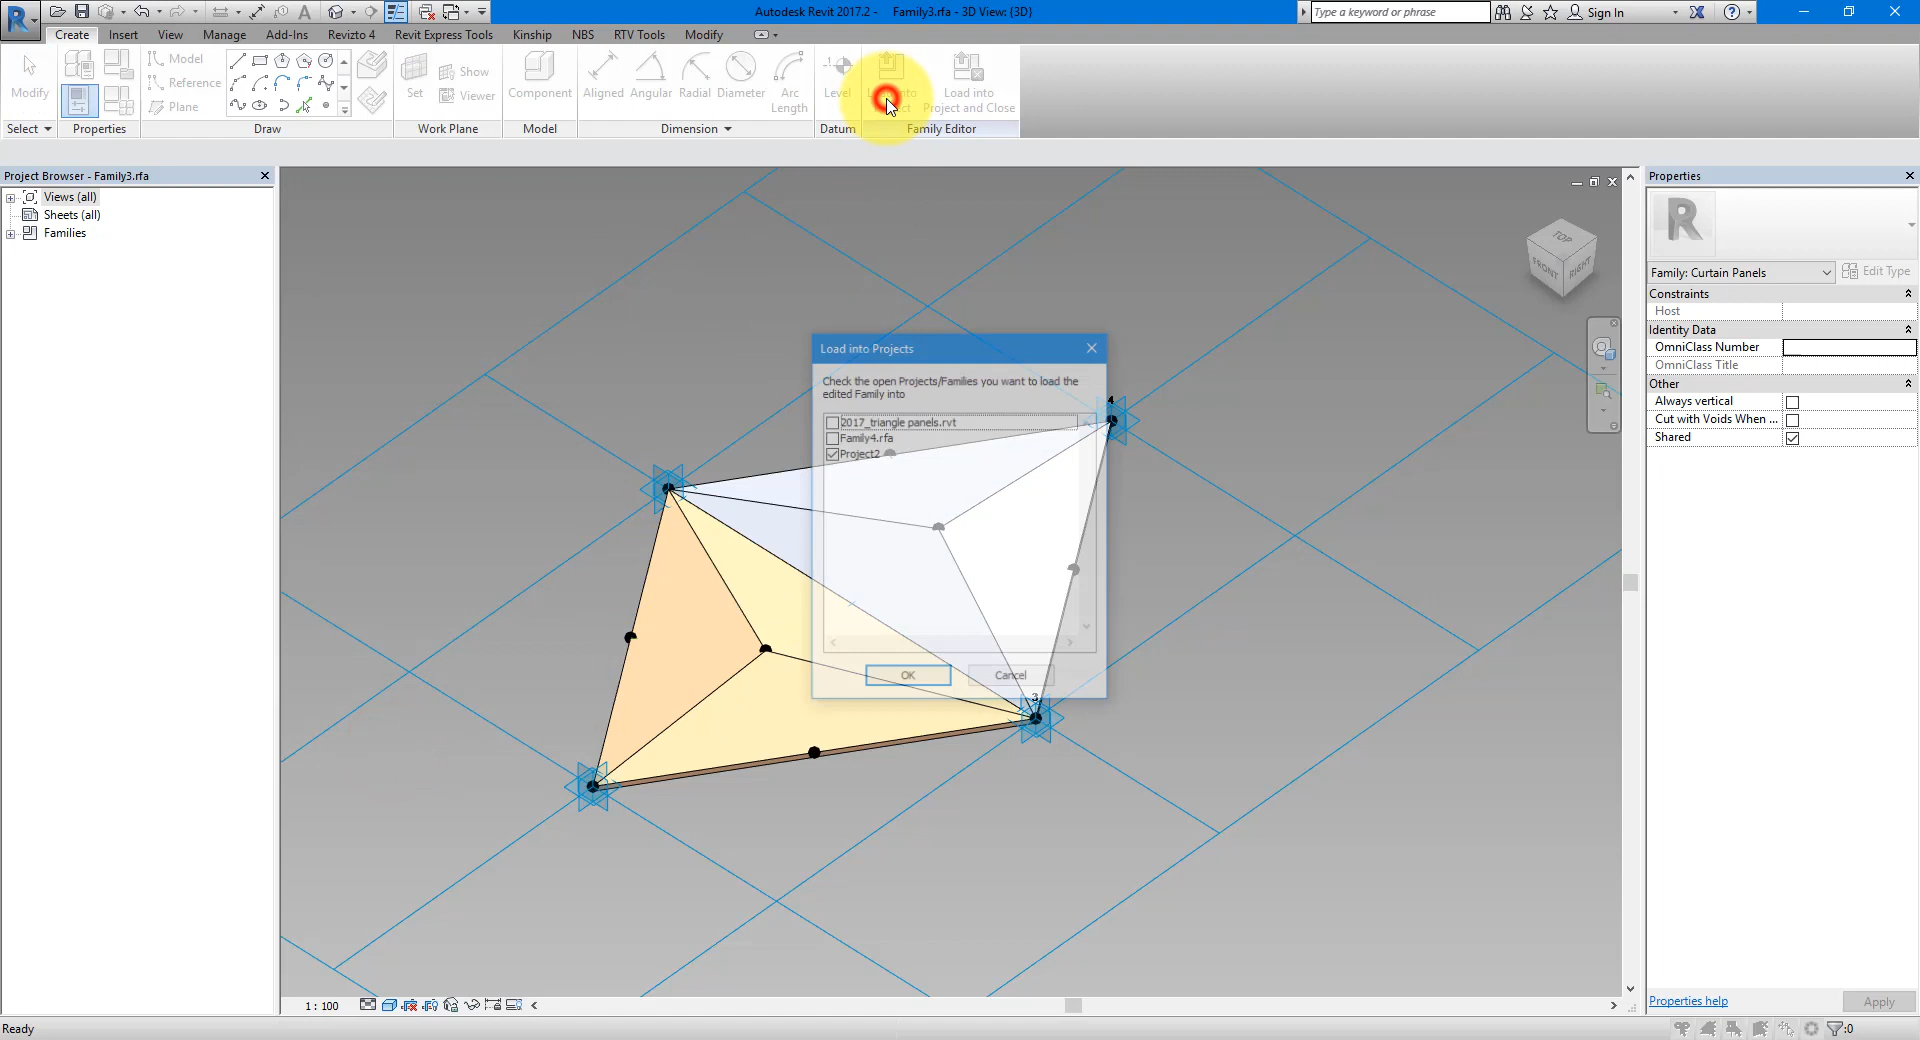 Autodesk Revit 2017.2 -    Family3.rfa - 3D View: {3D}
Type a keyword or phrase
Sign In
Create Insert View Manage Add-Ins Revizto 4 Revit Express Tools Kinship NBS RTV Tools Modify
Modify
Model
Reference
Plane
Set
Show
Viewer
Component
Aligned
Angular
Radial
Diameter
Arc
Length
Level
Load into
Project and Close
Select
Properties
Draw
Work Plane
Model
Dimension
Datum
Family Editor
Project Browser - Family3.rfa
Views (all)
Sheets (all)
Families
TOP
FRONT
RIGHT
Load into Projects
Check the open Projects/Families you want to load the
edited Family into
2017_triangle panels.rvt
Family4.rfa
Project2
OK
Cancel
4
3
Properties
R
Family: Curtain Panels
Edit Type
Constraints
Host
Identity Data
OmniClass Number
OmniClass Title
Other
Always vertical
Cut with Voids When ...
Shared
Properties help
Apply
1 : 100
Ready
:0